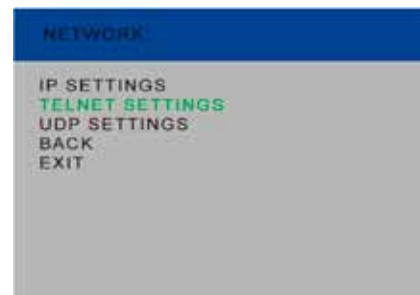 NETWORK:
IP SETTINGS
TELNET SETTINGS
UDP SETTINGS
BACK
EXIT